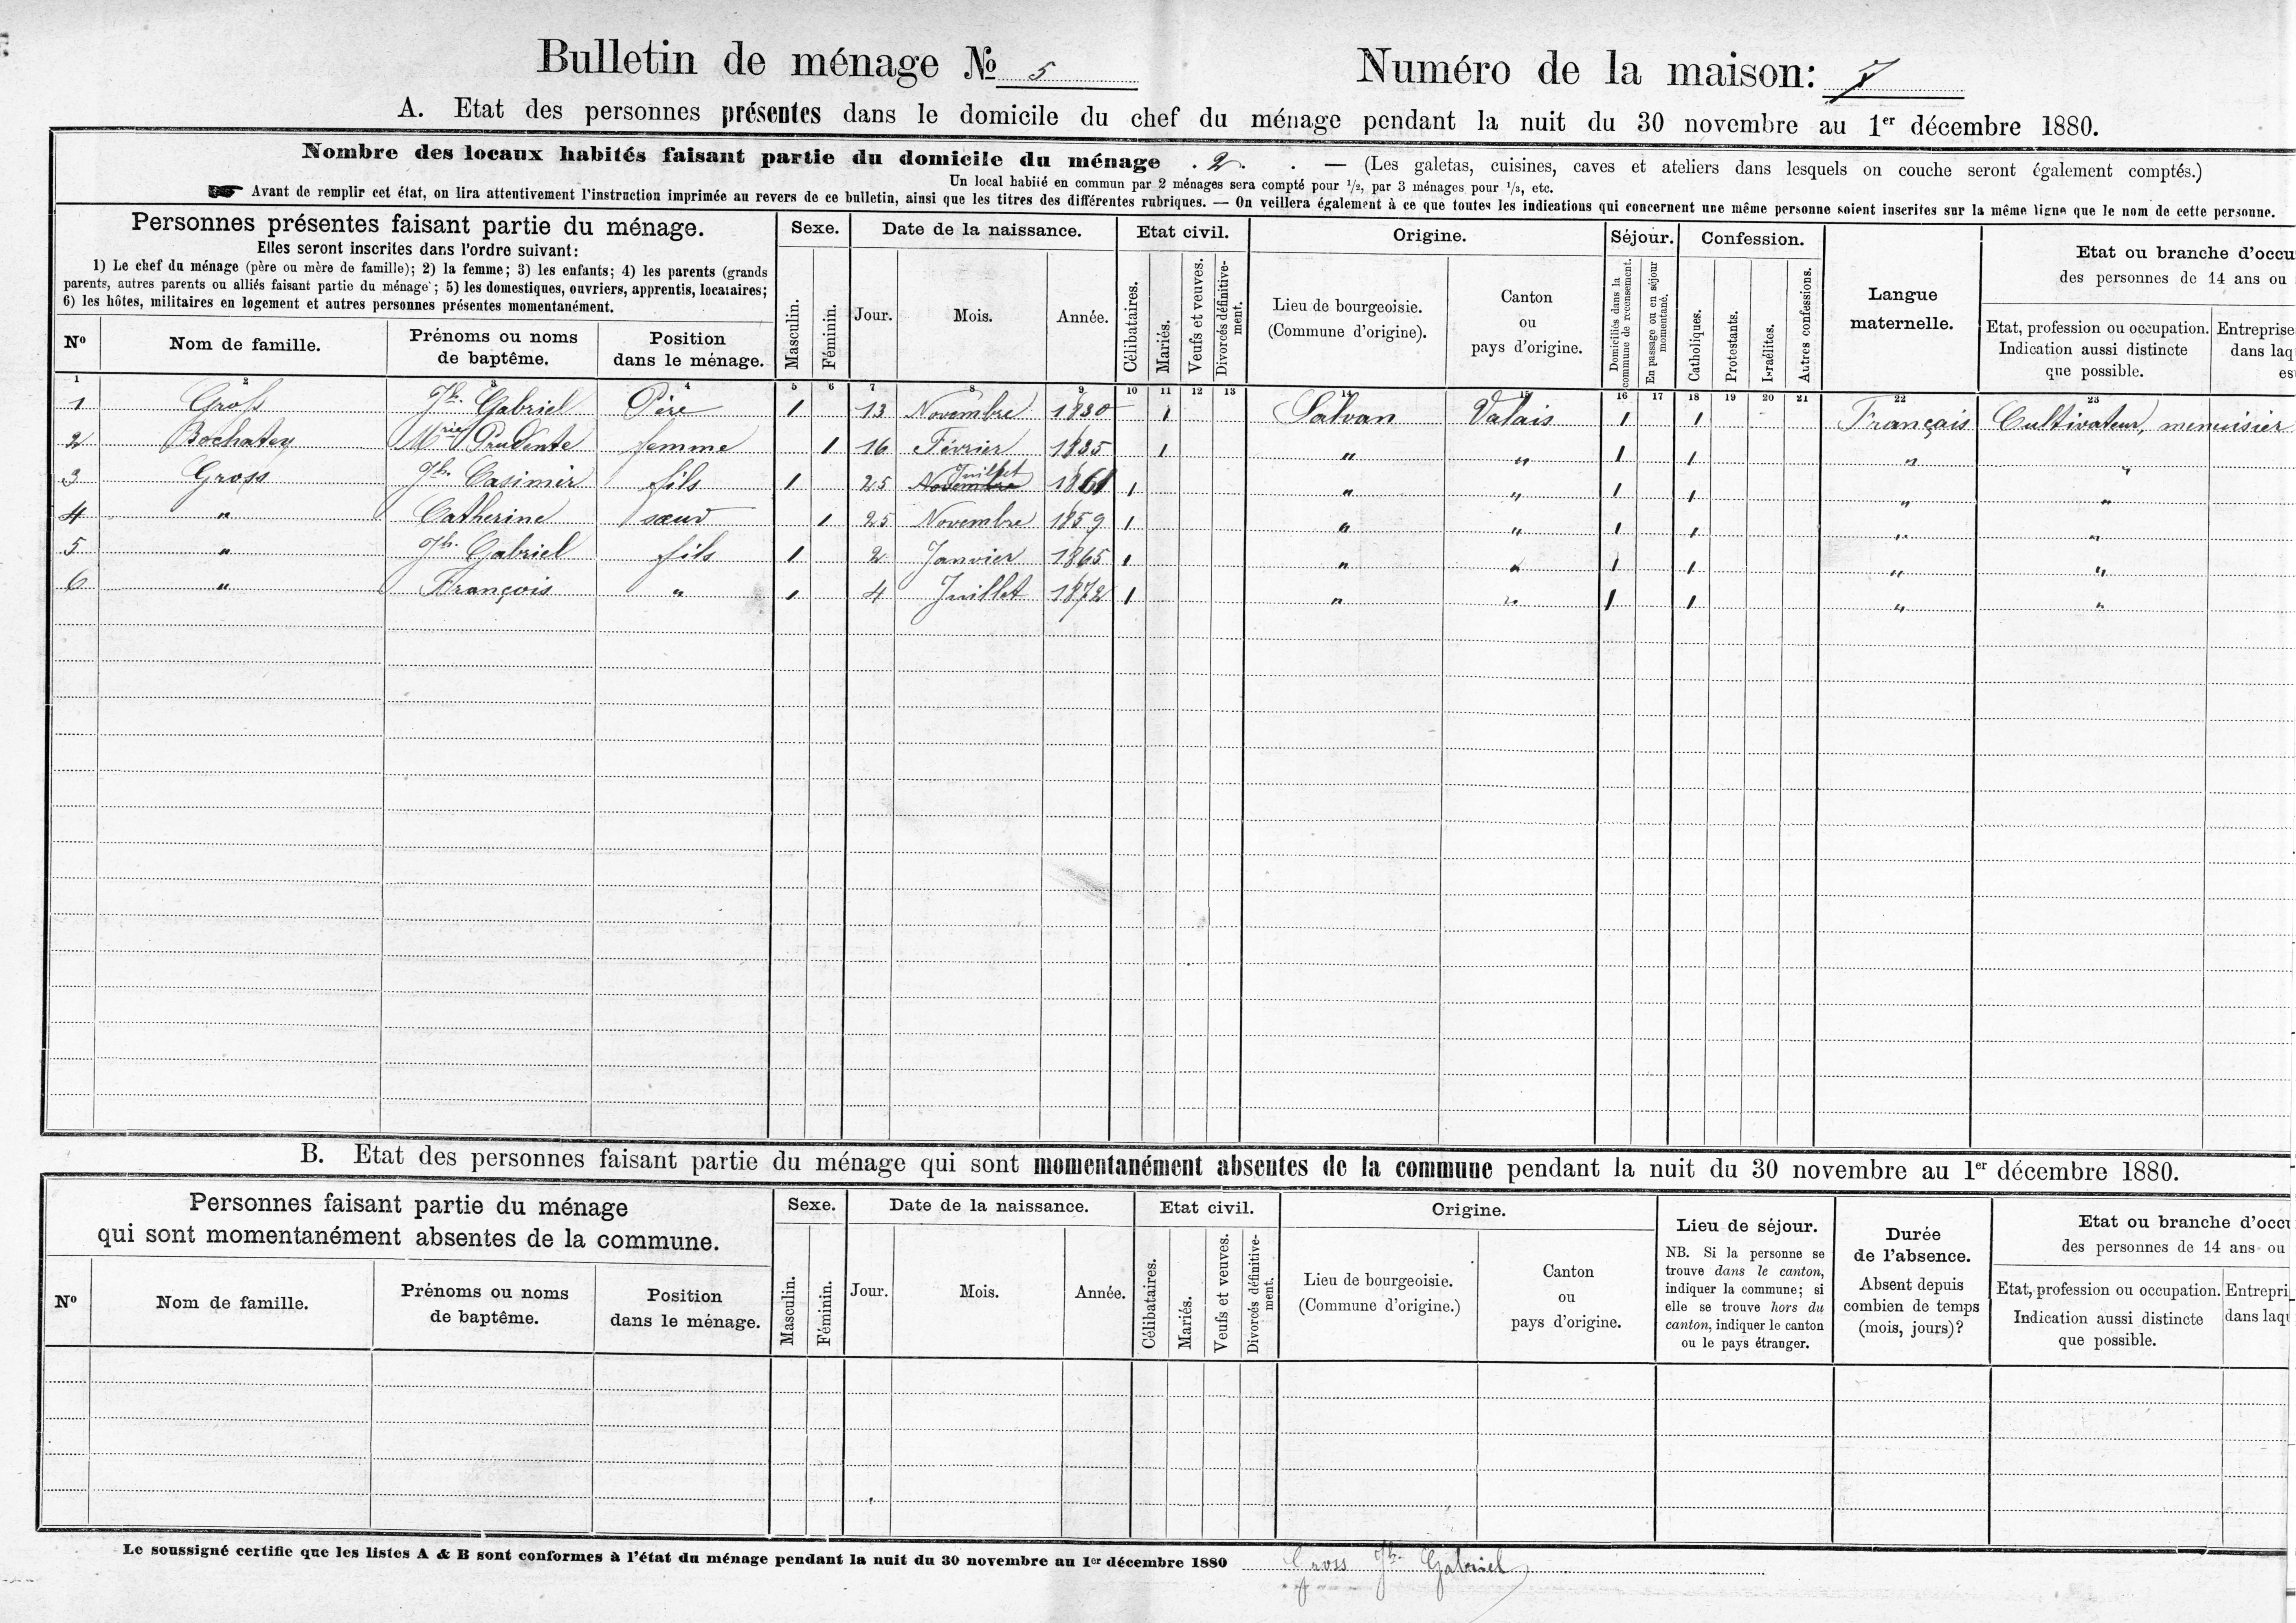 Bulletin de ménage № 5
Numéro de la maison: 7
A. Etat des personnes présentes dans le domicile du chef du ménage pendant la nuit du 30 novembre au 1er décembre 1880.
Nombre des locaux habités faisant partie du domicile du ménage . 2. . — (Les galetas, cuisines, caves et ateliers dans lesquels on couche seront également comptés.)
Un local habité en commun par 2 ménages sera compté pour 1/2, par 3 ménages pour 1/3, etc.
Avant de remplir cet état, on lira attentivement l'instruction imprimée au revers de ce bulletin, ainsi que les titres des différentes rubriques. — On veillera également à ce que toutes les indications qui concernent une même personne soient inscrites sur la même ligne que le nom de cette personne.
Personnes présentes faisant partie du ménage.
Elles seront inscrites dans l'ordre suivant:
1) Le chef du ménage (père ou mère de famille); 2) la femme; 3) les enfants; 4) les parents (grands
parents, autres parents ou alliés faisant partie du ménage; 5) les domestiques, ouvriers, apprentis, locataires;
6) les hôtes, militaires en logement et autres personnes présentes momentanément.
Nº
Nom de famille.
Prénoms ou noms
de baptême.
Position
dans le ménage.
Sexe.
Masculin.
Féminin.
Date de la naissance.
Jour.
Mois.
Année.
Etat civil.
Célibataires.
Mariés.
Veufs et veuves.
Divorcés définitive-
ment.
Origine.
Lieu de bourgeoisie.
(Commune d'origine).
Canton
ou
pays d'origine.
Séjour.
Domiciliés dans la
commune de recensement.
En passage ou en séjour
momentané.
Confession.
Catholiques.
Protestants.
Israélites.
Autres confessions.
Langue
maternelle.
Etat ou branche d'occu
des personnes de 14 ans ou
Etat, profession ou occupation.
Indication aussi distincte
que possible.
Entreprise
dans laq
es
1 2 3 4 5 6 7 8 9 10 11 12 13 14 15 16 17 18 19 20 21 22 23
1 Gross Jh. Gabriel Père 1 13 Novembre 1830 1 Salvan Valais 1 1 Français Cultivateur, menuisier
2 Bochatey Mrie Prudente femme 1 16 Février 1835 1 " " 1 1 " "
3 Gross Jh. Casimir fils 1 25 Novembre Juillet 1861 1 " " 1 1 " "
4 " Catherine sœur 1 25 Novembre 1859 1 " " 1 1 " "
5 " Jh. Gabriel fils 1 2 Janvier 1865 1 " " 1 1 " "
6 " François " 1 4 Juillet 1872 1 " " 1 1 " "
B. Etat des personnes faisant partie du ménage qui sont momentanément absentes de la commune pendant la nuit du 30 novembre au 1er décembre 1880.
Personnes faisant partie du ménage
qui sont momentanément absentes de la commune.
Nº
Nom de famille.
Prénoms ou noms
de baptême.
Position
dans le ménage.
Sexe.
Masculin.
Féminin.
Date de la naissance.
Jour.
Mois.
Année.
Etat civil.
Célibataires.
Mariés.
Veufs et veuves.
Divorcés définitive-
ment.
Origine.
Lieu de bourgeoisie.
(Commune d'origine.)
Canton
ou
pays d'origine.
Lieu de séjour.
NB. Si la personne se
trouve dans le canton,
indiquer la commune; si
elle se trouve hors du
canton, indiquer le canton
ou le pays étranger.
Durée
de l'absence.
Absent depuis
combien de temps
(mois, jours)?
Etat ou branche d'occu
des personnes de 14 ans ou
Etat, profession ou occupation.
Indication aussi distincte
que possible.
Entrepri
dans laqu
Le soussigné certifie que les listes A & B sont conformes à l'état du ménage pendant la nuit du 30 novembre au 1er décembre 1880 Gross Jh. Gabriel